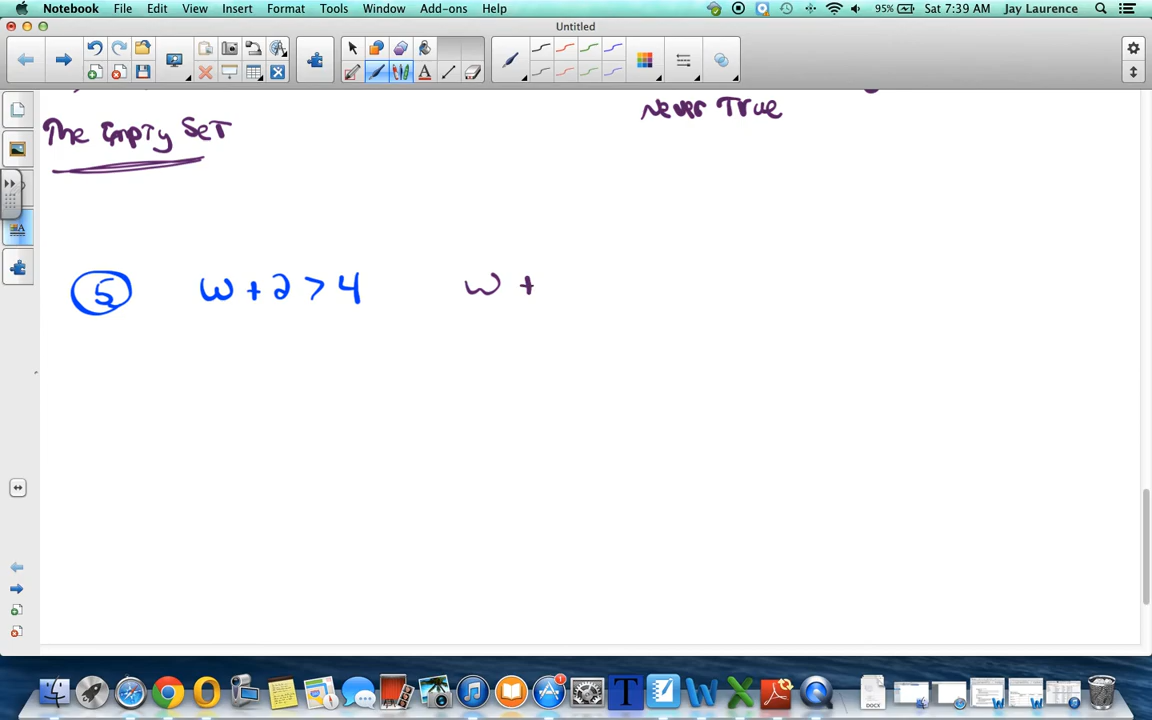 Notebook File Edit View Insert Format Tools Window Add-ons Help 95% Sat 7:39 AM Jay Laurence
Untitled
Never True
The Empty Set
5 w + 2 > 4 w +